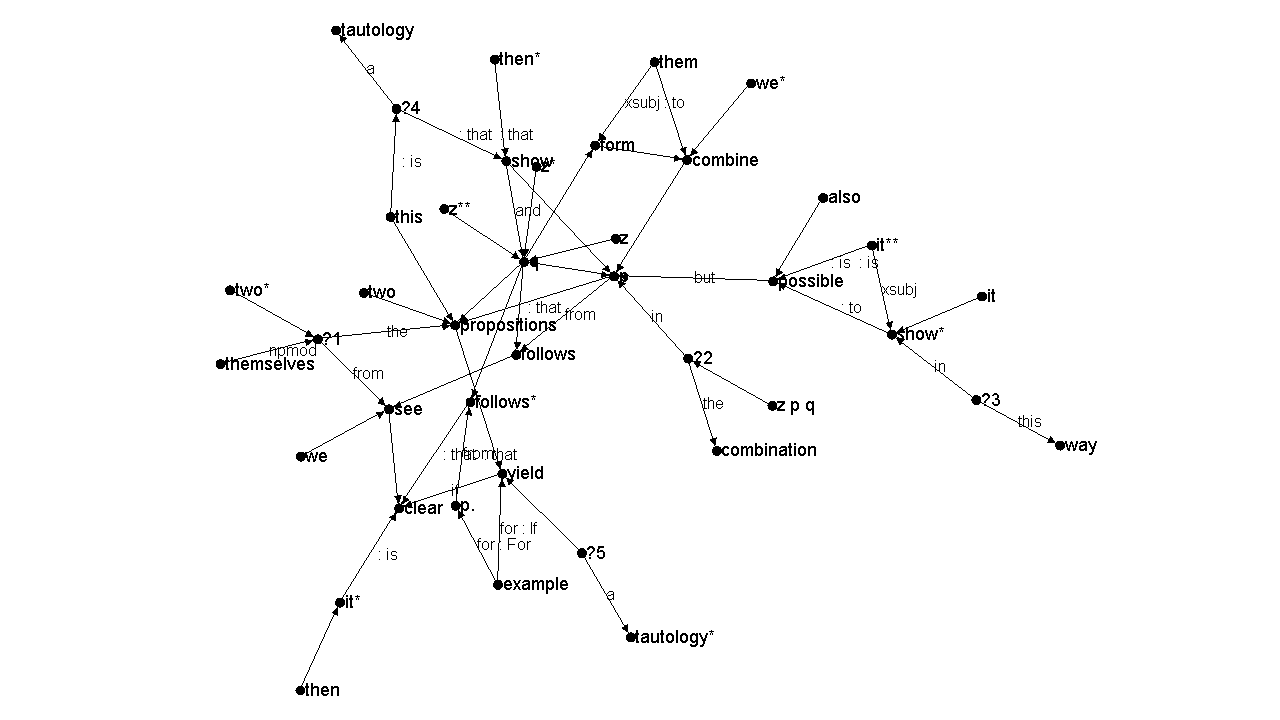 tautology
then*
them
a
we*
xsubj : to
?4
: that : that
form
: is
show
z*
combine
also
z**
and
this
z
it**
q
: is : is
p
but
possible
two*
two
xsubj
it
: that
: to
from
in
propositions
the
show*
?1
npmod
follows
?2
themselves
from
in
the
this
?3
follows*
z p q
see
way
combination
we
: that
from
: that
yield
if
clear
p.
for : If
for : For
: is
?5
example
a
it*
tautology*
then